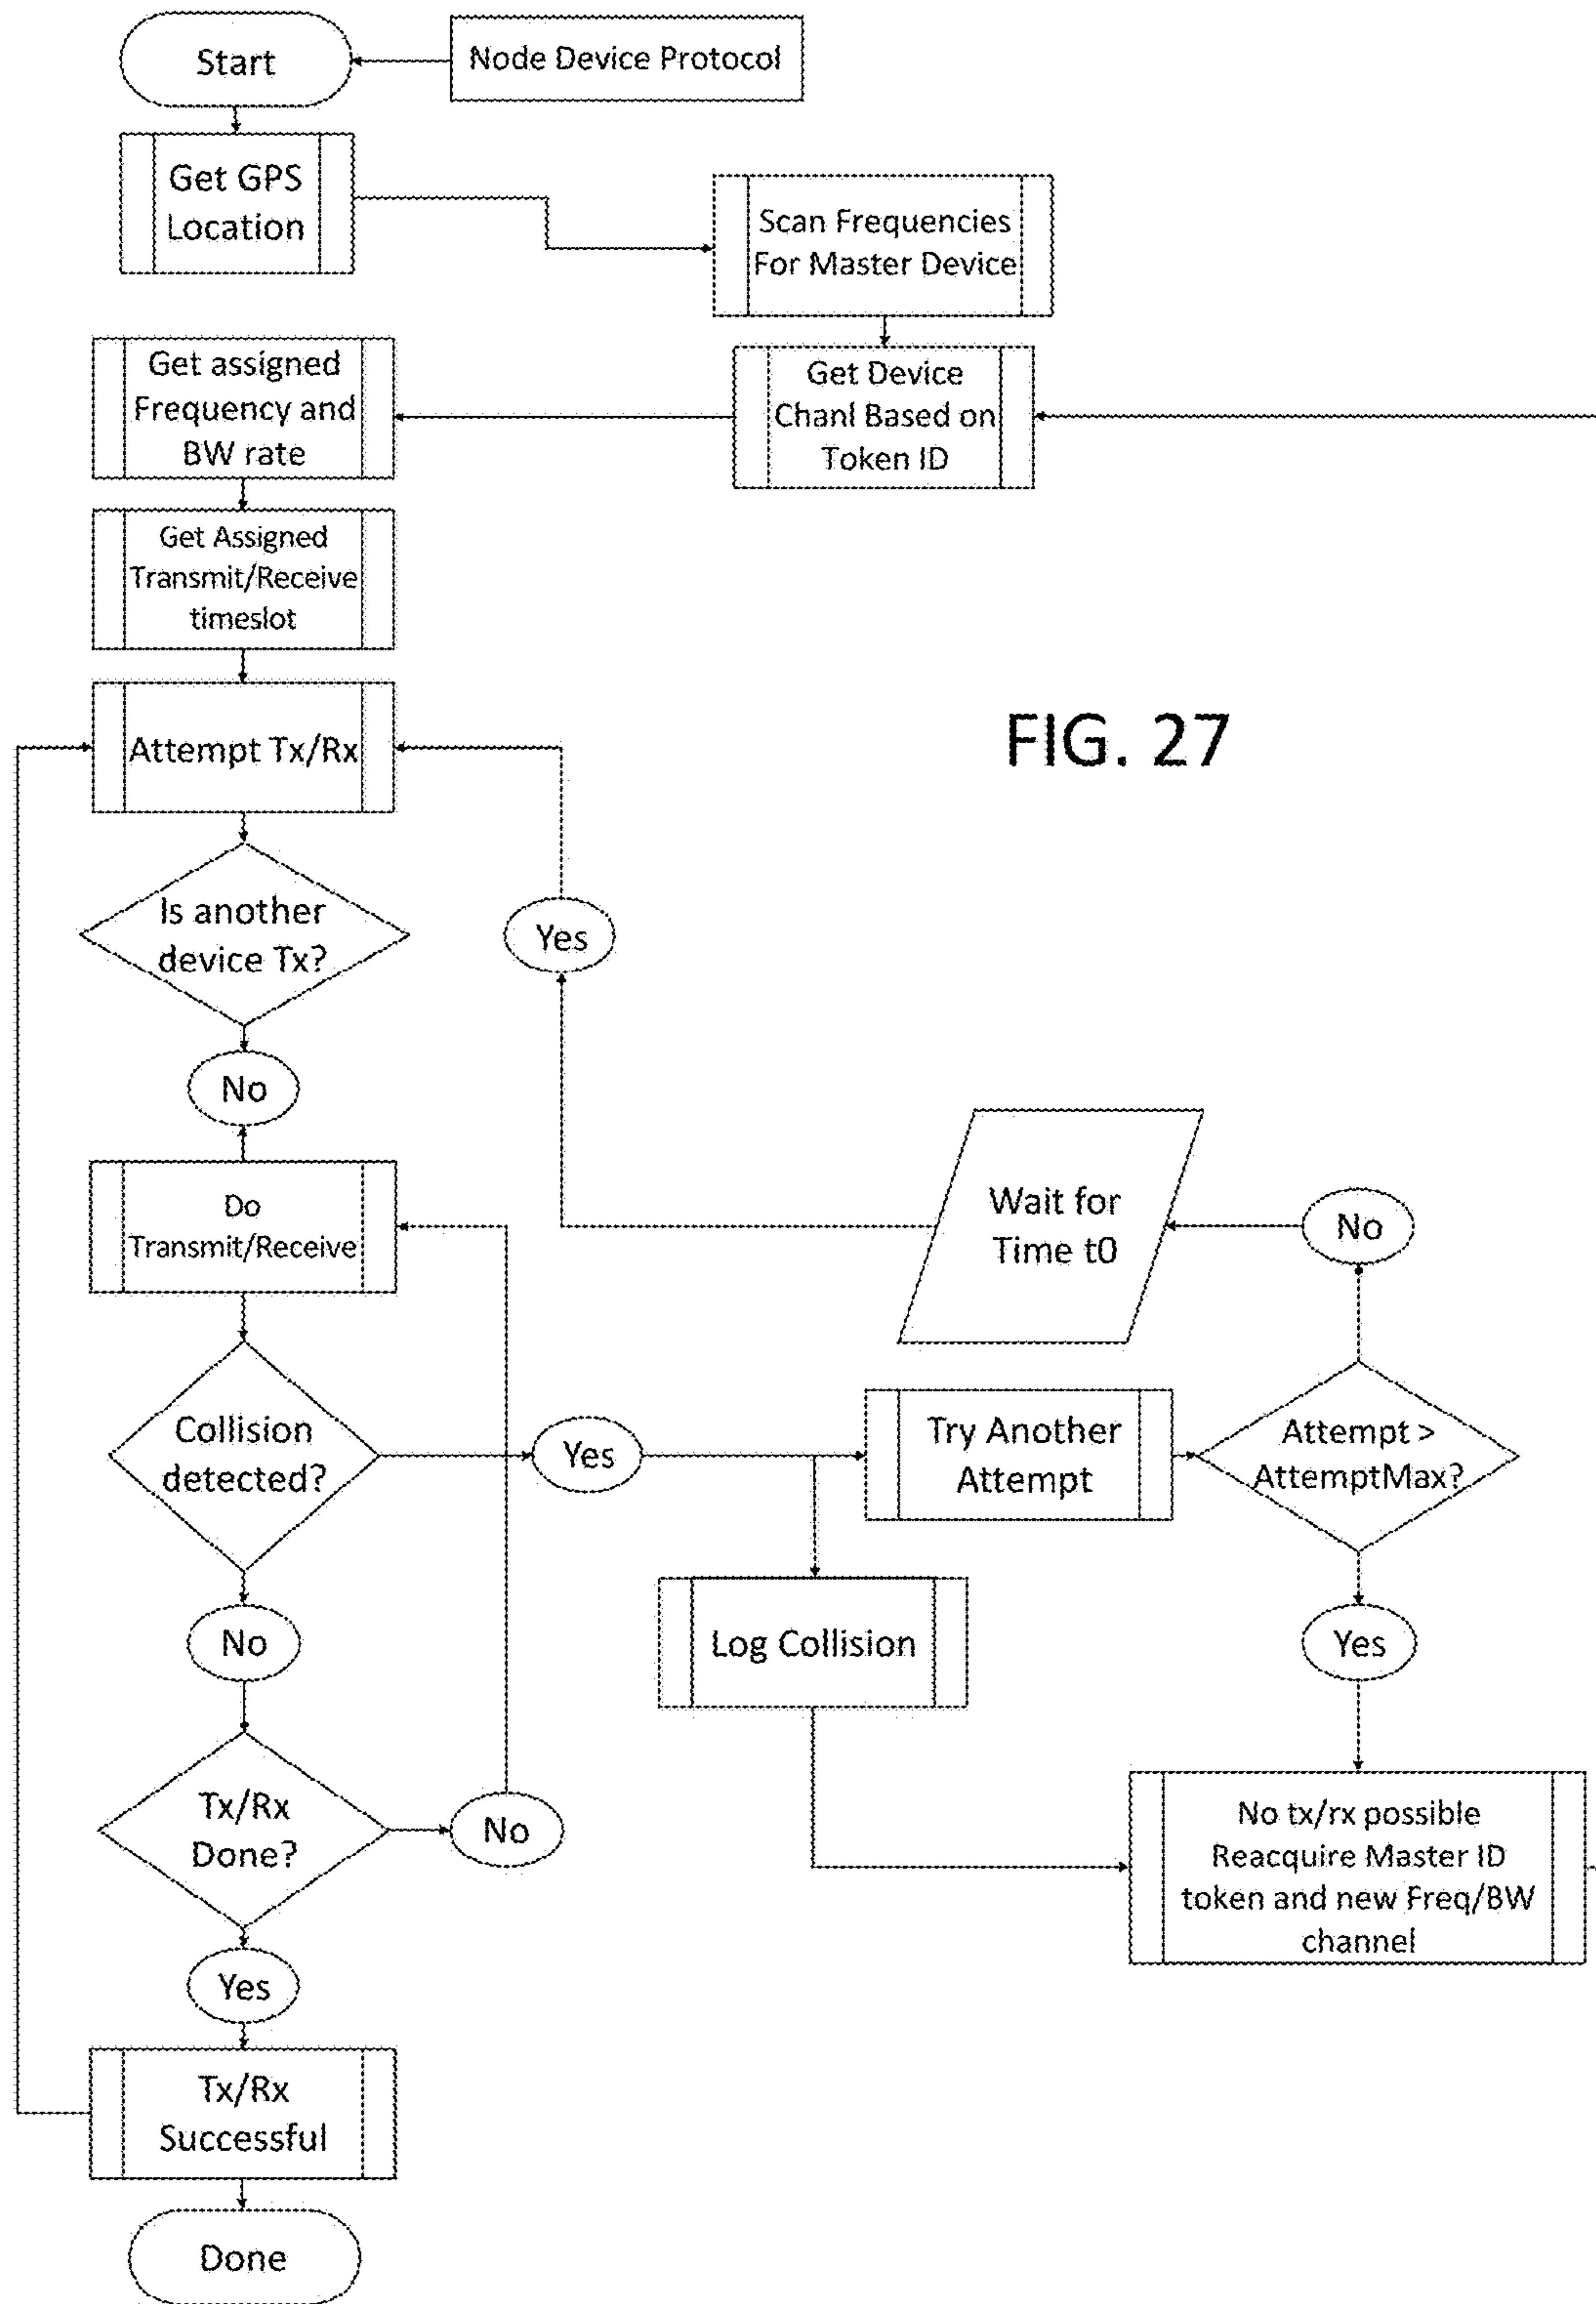 Start
Node Device Protocol
Get GPS
Location
Scan Frequencies
For Master Device
Get assigned
Frequency and
BW rate
Get Device
Chanl Based on
Token ID
Get Assigned
Transmit/Receive
timeslot
Attempt Tx/Rx
FIG. 27
Is another
device Tx?
Yes
No
Do
Transmit/Receive
Wait for
Time t0
No
Collision
detected?
Yes
Try Another
Attempt
Attempt >
AttemptMax?
No
Log Collision
Yes
Tx/Rx
Done?
No
No tx/rx possible
Reacquire Master ID
token and new Freq/BW
channel
Yes
Tx/Rx
Successful
Done